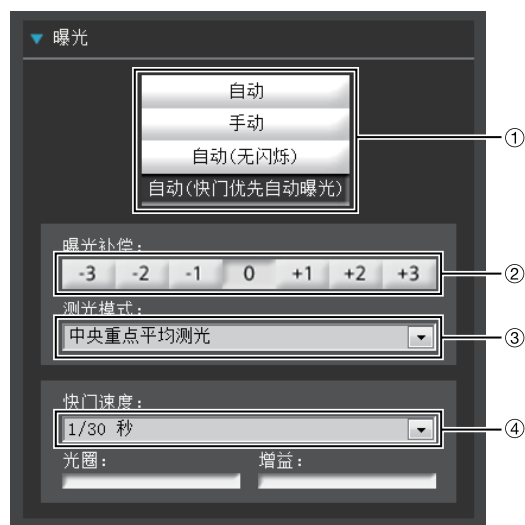 曝光
自动
手动
自动(无闪烁)
自动(快门优先自动曝光)
①
曝光补偿:
-3 -2 -1 0 +1 +2 +3
②
测光模式:
中央重点平均测光
③
快门速度:
1/30 秒
④
光圈: 增益: